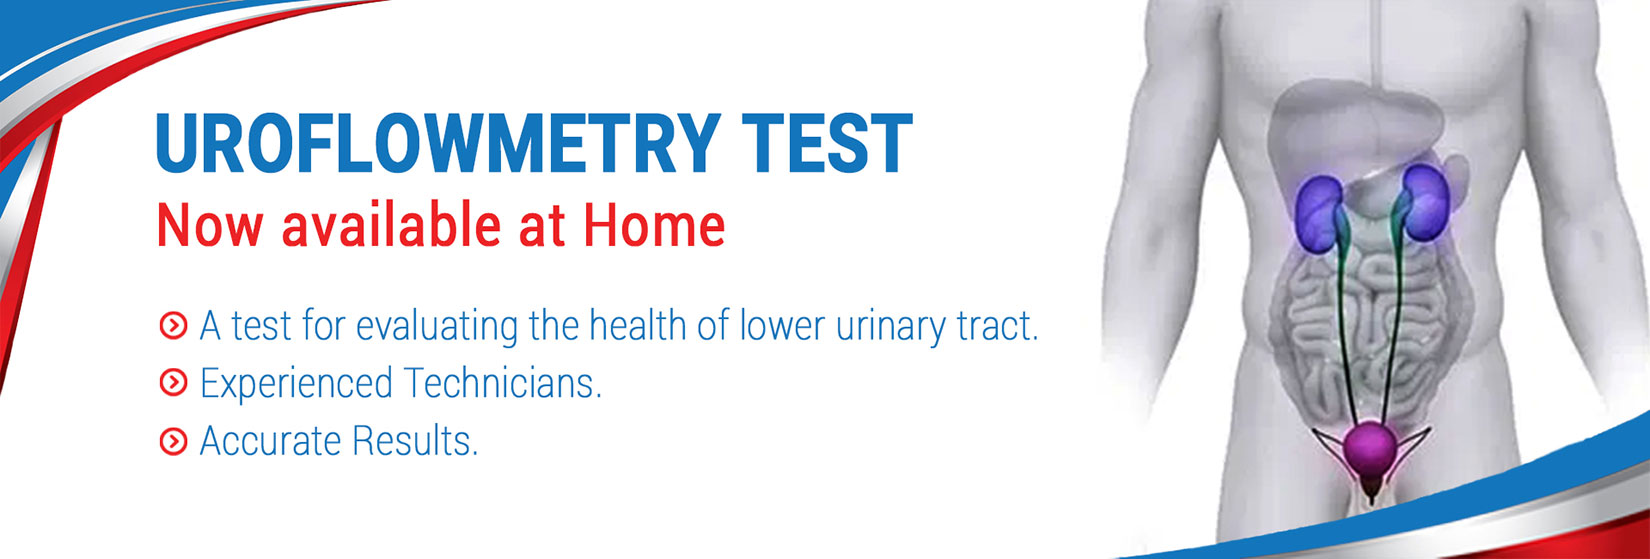 UROFLOWMETRY TEST
Now available at Home
A test for evaluating the health of lower urinary tract.
Experienced Technicians.
Accurate Results.